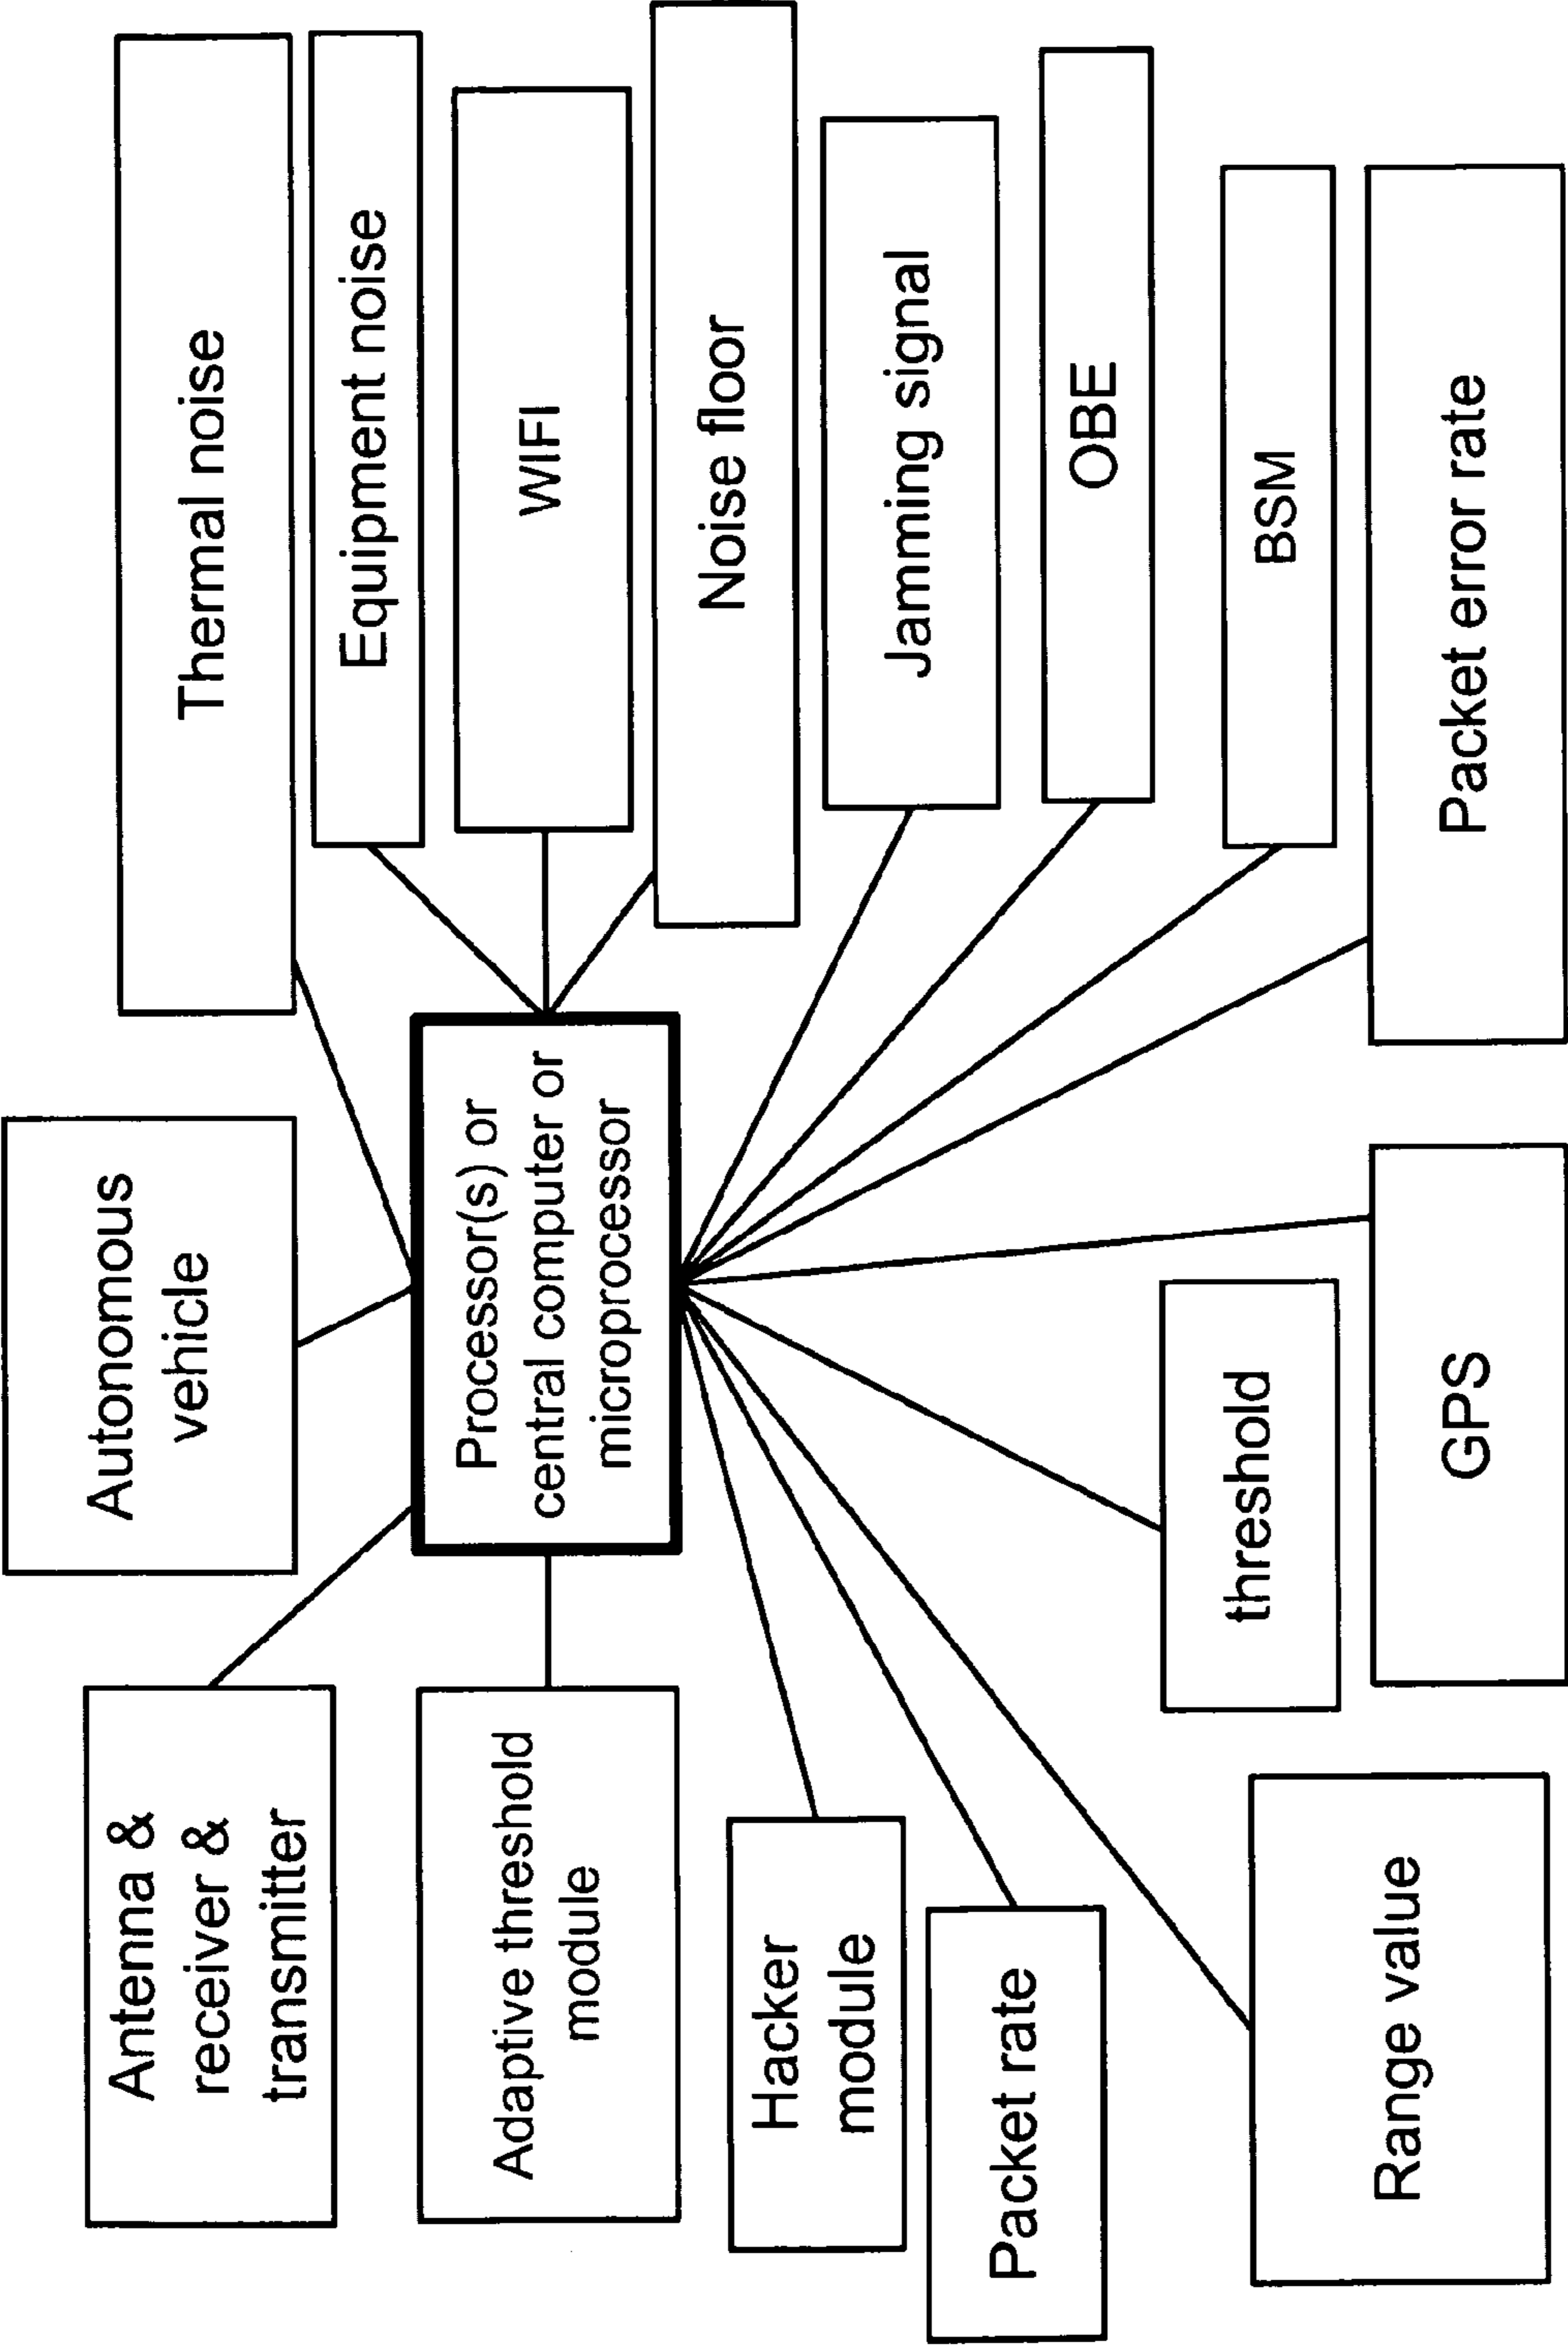 Antenna &
receiver &
transmitter
Autonomous
vehicle
Thermal noise
Equipment noise
Adaptive threshold
module
Processor(s) or
central computer or
microprocessor
WIFI
Noise floor
Hacker
module
Jamming signal
Packet rate
OBE
threshold
BSM
Range value
GPS
Packet error rate